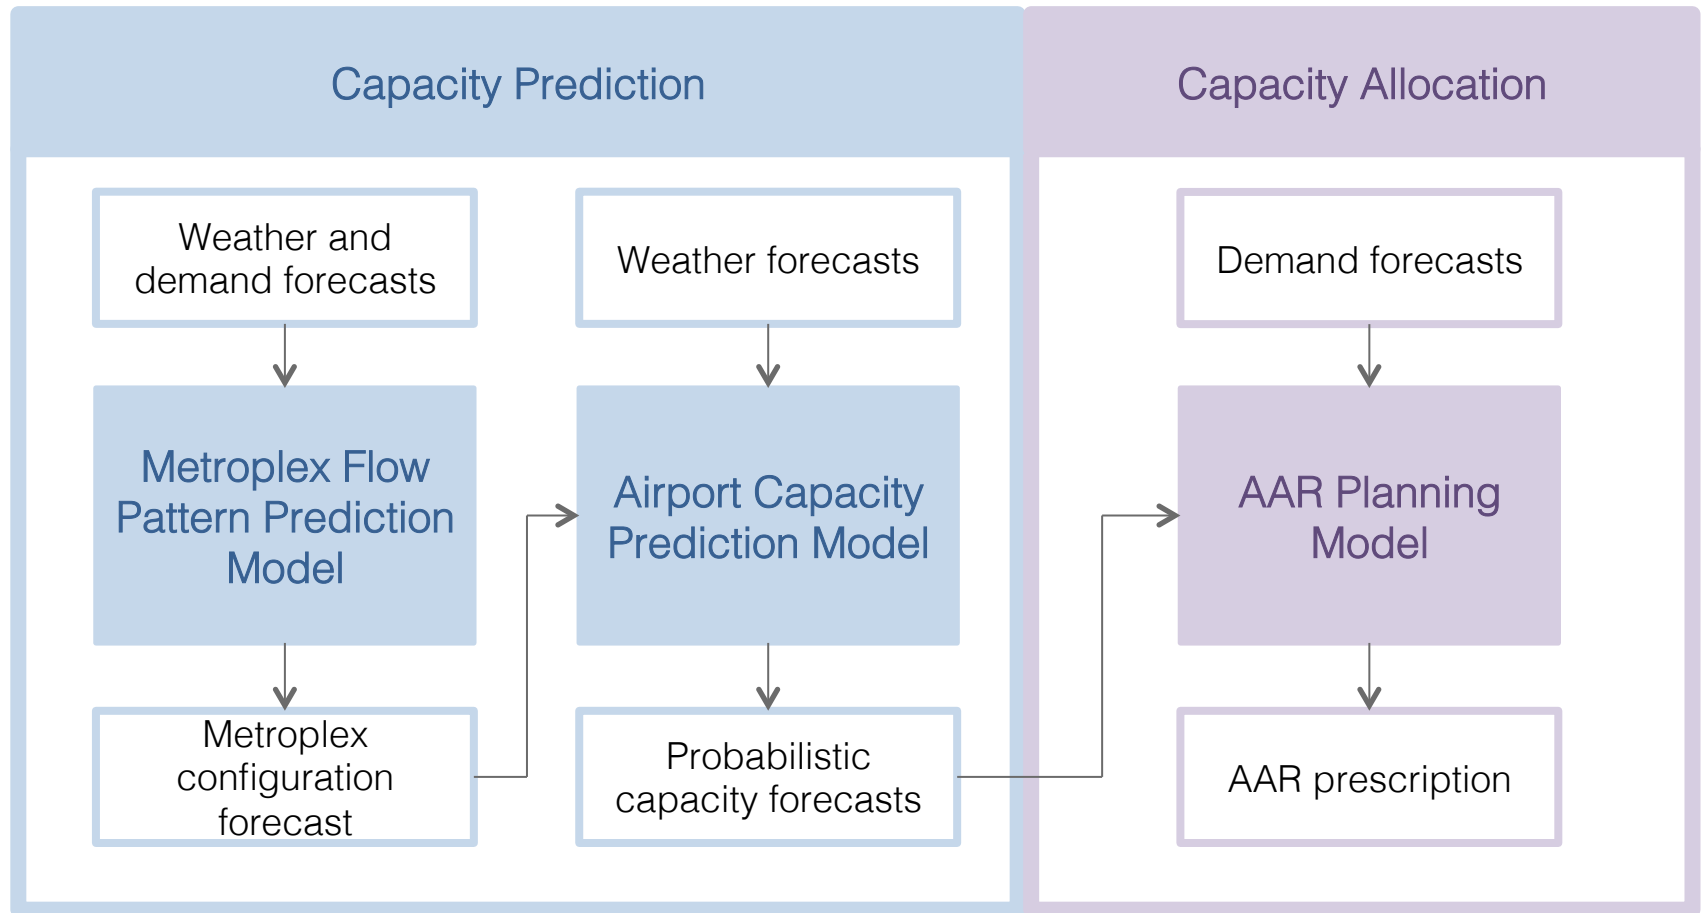 Capacity Prediction
Capacity Allocation
Weather and
demand forecasts
Weather forecasts
Demand forecasts
Metroplex Flow
Pattern Prediction
Model
Airport Capacity
Prediction Model
AAR Planning
Model
Metroplex
configuration
forecast
Probabilistic
capacity forecasts
AAR prescription